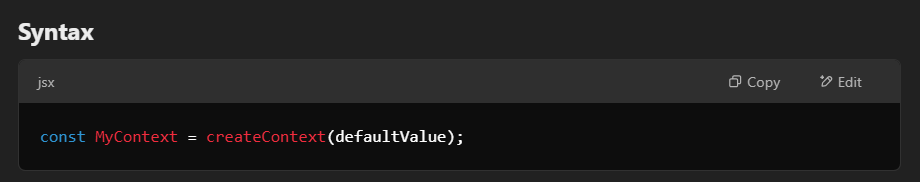 Syntax
jsx Copy Edit
const MyContext = createContext(defaultValue);